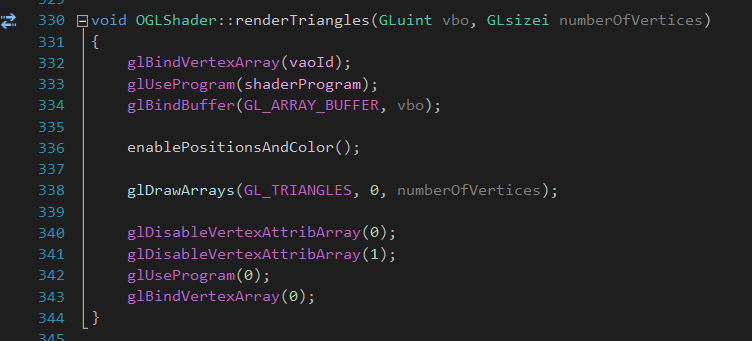 330 void OGLShader::renderTriangles(GLuint vbo, GLsizei numberOfVertices)
331 {
332     glBindVertexArray(vaoId);
333     glUseProgram(shaderProgram);
334     glBindBuffer(GL_ARRAY_BUFFER, vbo);
335
336     enablePositionsAndColor();
337
338     glDrawArrays(GL_TRIANGLES, 0, numberOfVertices);
339
340     glDisableVertexAttribArray(0);
341     glDisableVertexAttribArray(1);
342     glUseProgram(0);
343     glBindVertexArray(0);
344 }